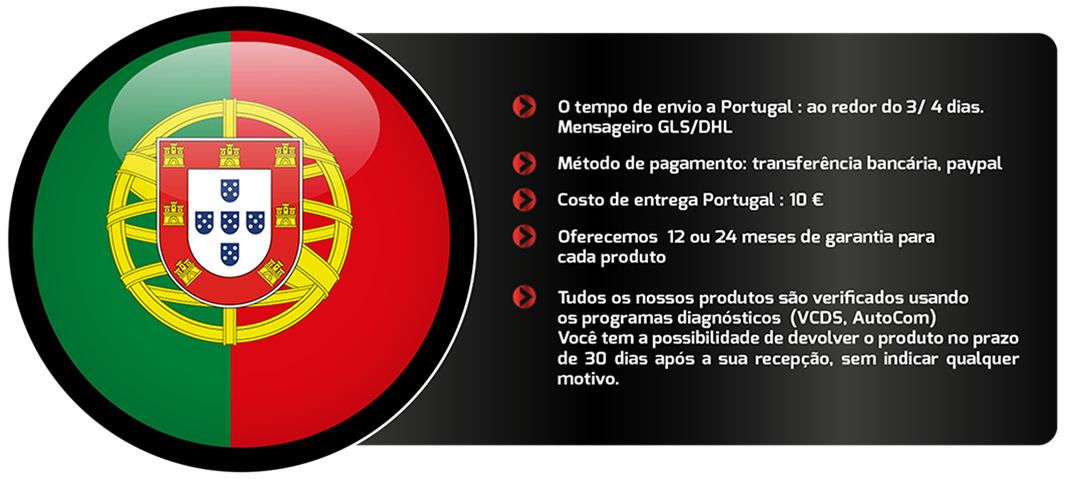 O tempo de envio a Portugal : ao redor do 3/ 4 dias.
Mensageiro GLS/DHL
Método de pagamento: transferência bancária, paypal
Costo de entrega Portugal : 10 €
Oferecemos 12 ou 24 meses de garantia para
cada produto
Tudos os nossos produtos são verificados usando
os programas diagnósticos (VCDS, AutoCom)
Você tem a possibilidade de devolver o produto no prazo
de 30 dias após a sua recepção, sem indicar qualquer
motivo.